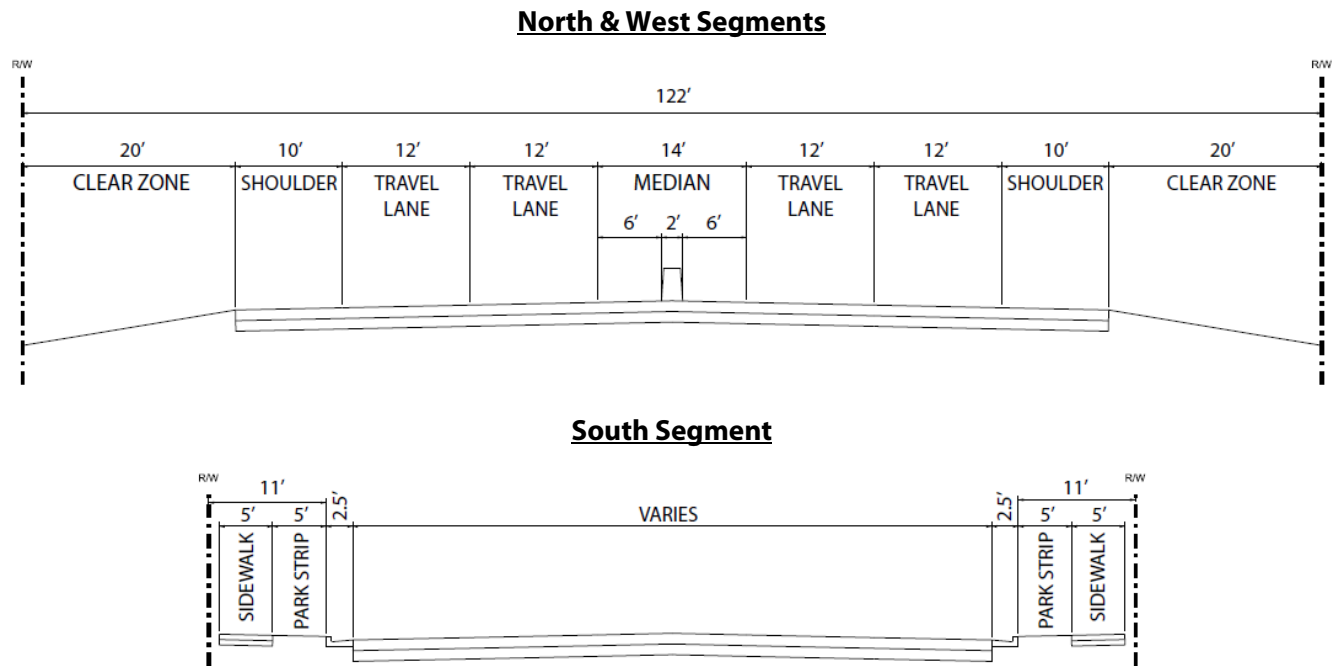 North & West Segments
R/W R/W
122’
20’ 10’ 12’ 12’ 14’ 12’ 12’ 10’ 20’
CLEAR ZONE SHOULDER TRAVEL TRAVEL MEDIAN TRAVEL TRAVEL SHOULDER CLEAR ZONE
LANE LANE LANE LANE
6’ 2’ 6’
South Segment
R/W R/W
11’ 11’
5’ 5’ 2.5’ VARIES 2.5’ 5’ 5’
SIDEWALK PARK STRIP PARK STRIP SIDEWALK